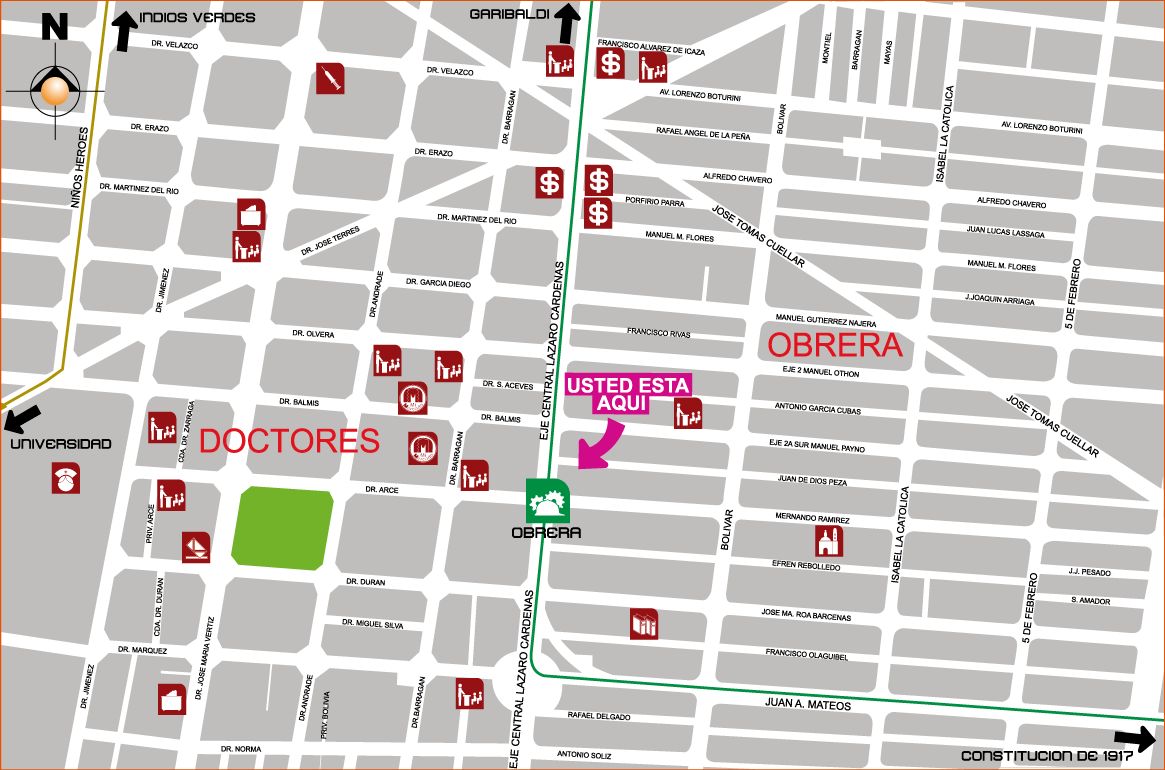 N
INDIOS VERDES
GARIBALDI
DR. VELAZCO
FRANCISCO ALVAREZ DE ICAZA
MONTIEL
BARRAGAN
MAYAS
DR. VELAZCO
AV. LORENZO BOTURINI
DR. BARRAGAN
BOLIVAR
ISABEL LA CATOLICA
DR. ERAZO
RAFAEL ANGEL DE LA PEÑA
AV. LORENZO BOTURINI
NIÑOS HEROES
DR. ERAZO
ALFREDO CHAVERO
DR. MARTINEZ DEL RIO
PORFIRIO PARRA
ALFREDO CHAVERO
DR. MARTINEZ DEL RIO
JOSE TOMAS CUELLAR
DR. JOSE TERRES
MANUEL M. FLORES
JUAN LUCAS LASSAGA
MANUEL M. FLORES
DR. JIMENEZ
DR.ANDRADE
DR. GARCIA DIEGO
5 DE FEBRERO
J.JOAQUIN ARRIAGA
EJE CENTRAL LAZARO CARDENAS
MANUEL GUTIERREZ NAJERA
DR. OLVERA
FRANCISCO RIVAS
OBRERA
EJE 2 MANUEL OTHON
DR. S. ACEVES
USTED ESTA
AQUI
DR. BALMIS
DR. BALMIS
ANTONIO GARCIA CUBAS
JOSE TOMAS CUELLAR
CDA. DR. ZARRAGA
DOCTORES
UNIVERSIDAD
EJE 2A SUR MANUEL PAYNO
DR. BARRAGAN
JUAN DE DIOS PEZA
DR. ARCE
PRIV. ARCE
BOLIVAR
ISABEL LA CATOLICA
MERNANDO RAMIREZ
OBRERA
EFREN REBOLLEDO
J.J. PESADO
DR. DURAN
CDA. DR. DURAN
S. AMADOR
5 DE FEBRERO
JOSE MA. ROA BARCENAS
DR. MIGUEL SILVA
EJE CENTRAL LAZARO CARDENAS
DR. JOSE MARIA VERTIZ
DR. MARQUEZ
FRANCISCO OLAGUIBEL
DR. JIMENEZ
DR.ANDRADE
PRIV. BOLIVIA
DR.BARRAGAN
JUAN A. MATEOS
RAFAEL DELGADO
DR. NORMA
ANTONIO SOLIZ
CONSTITUCION DE 1917